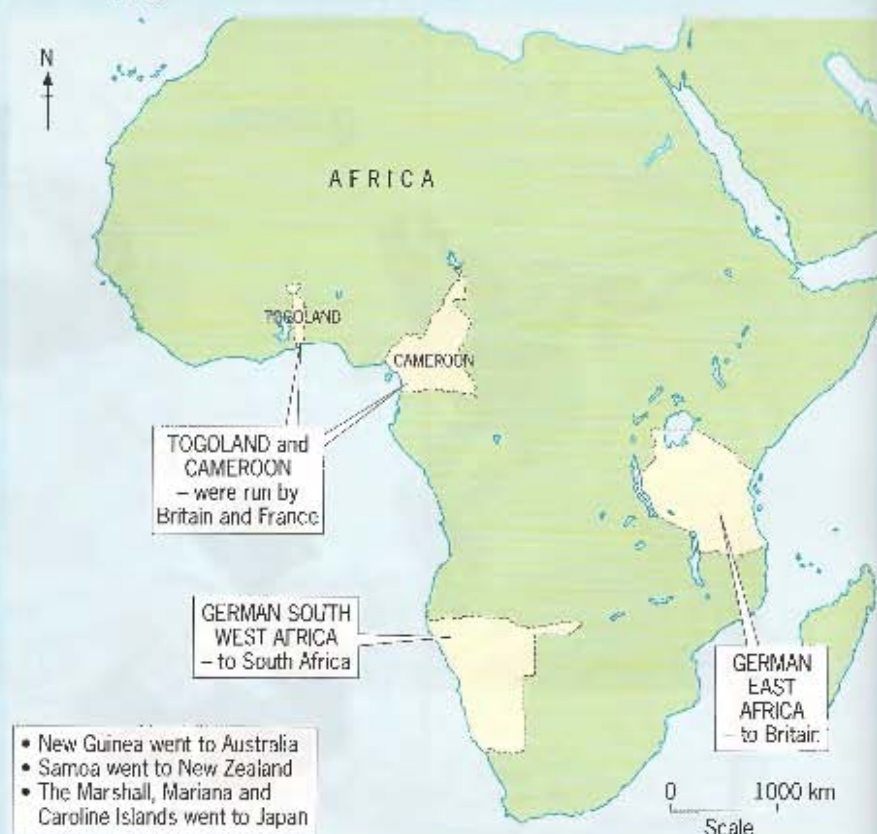 N
AFRICA
TOGOLAND
CAMEROON
TOGOLAND and
CAMEROON
– were run by
Britain and France
GERMAN SOUTH
WEST AFRICA
– to South Africa
GERMAN
EAST
AFRICA
– to Britain
• New Guinea went to Australia
• Samoa went to New Zealand
• The Marshall, Mariana and
Caroline Islands went to Japan
0 1000 km
Scale